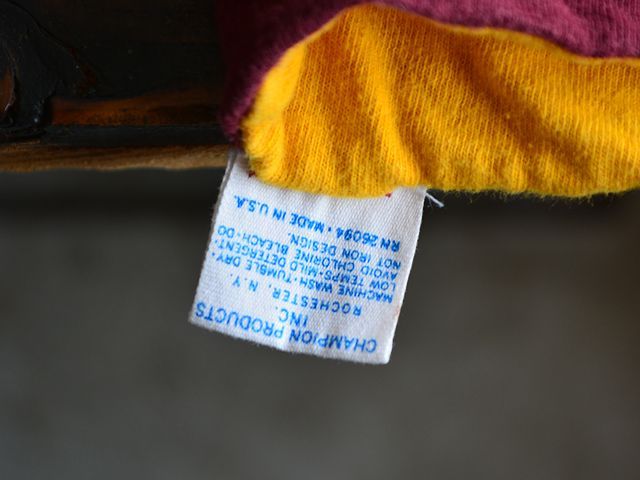 CHAMPION PRODUCTS
INC.
ROCHESTER, N.Y.
MACHINE WASH · TUMBLE DRY ·
LOW TEMPS · MILD DETERGENT ·
AVOID CHLORINE BLEACH · DO
NOT IRON DESIGN.
RN 26094 · MADE IN U.S.A.